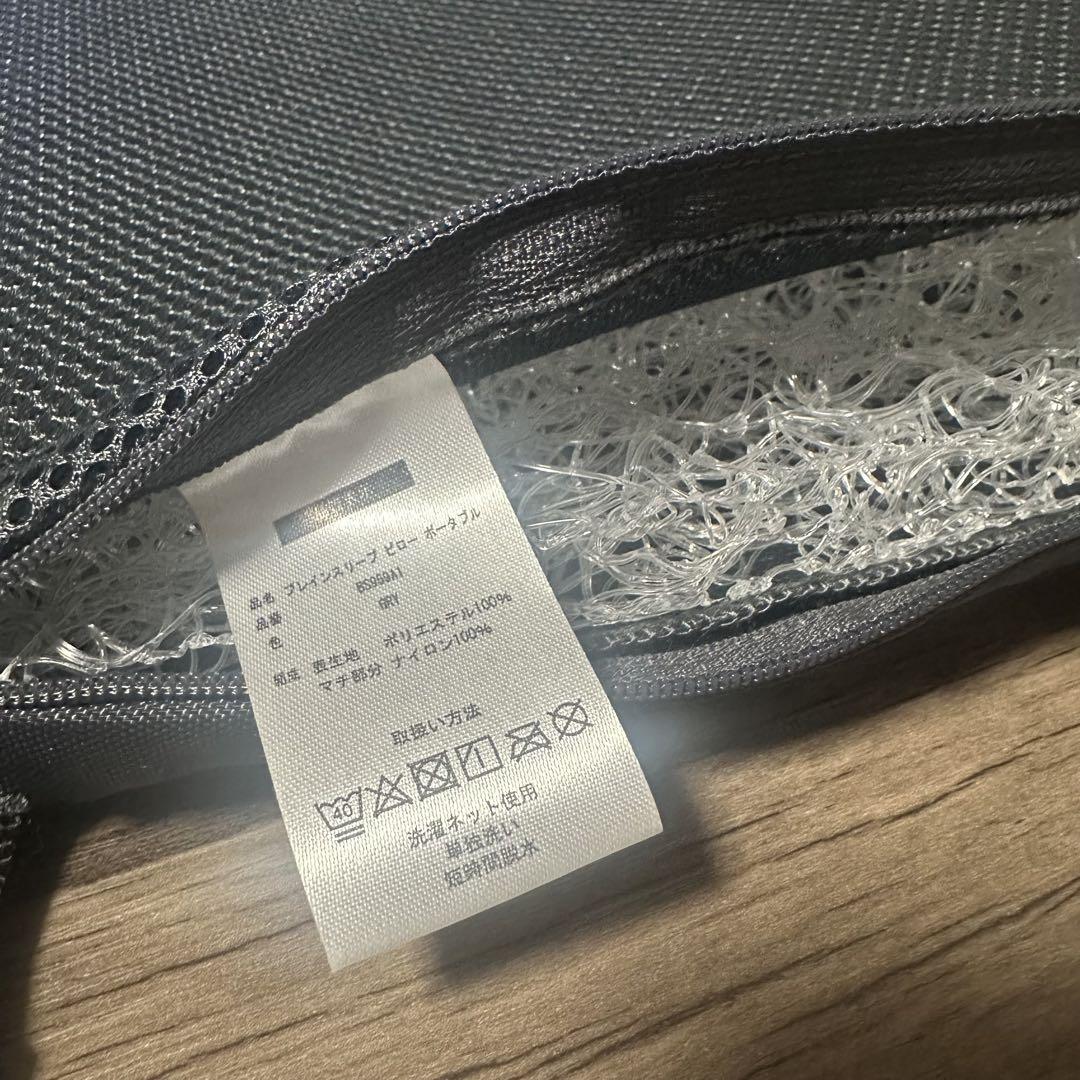 品名 ブレインスリープ ピロー ポータブル
品番
色 GRY
組成 表生地 ポリエステル100%
マチ部分 ナイロン100%
取扱い方法
40
洗濯ネット使用
単独洗い
短時間脱水